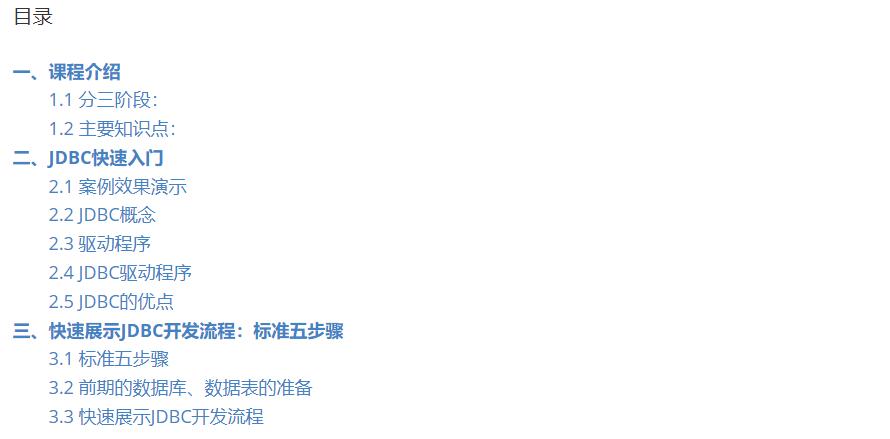 目录
一、课程介绍
1.1 分三阶段：
1.2 主要知识点：
二、JDBC快速入门
2.1 案例效果演示
2.2 JDBC概念
2.3 驱动程序
2.4 JDBC驱动程序
2.5 JDBC的优点
三、快速展示JDBC开发流程：标准五步骤
3.1 标准五步骤
3.2 前期的数据库、数据表的准备
3.3 快速展示JDBC开发流程